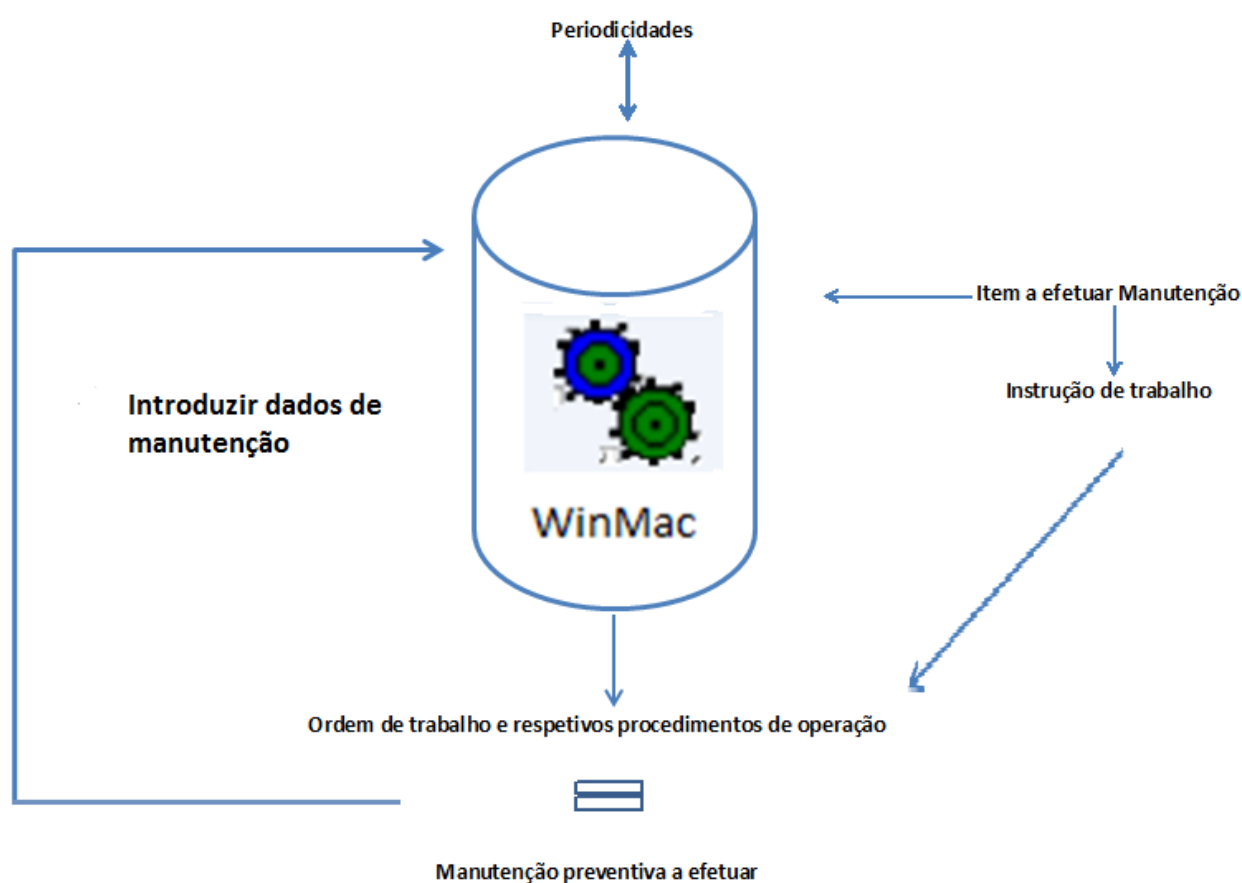 Periodicidades
Item a efetuar Manutenção
Instrução de trabalho
Introduzir dados de
manutenção
WinMac
Ordem de trabalho e respetivos procedimentos de operação
Manutenção preventiva a efetuar